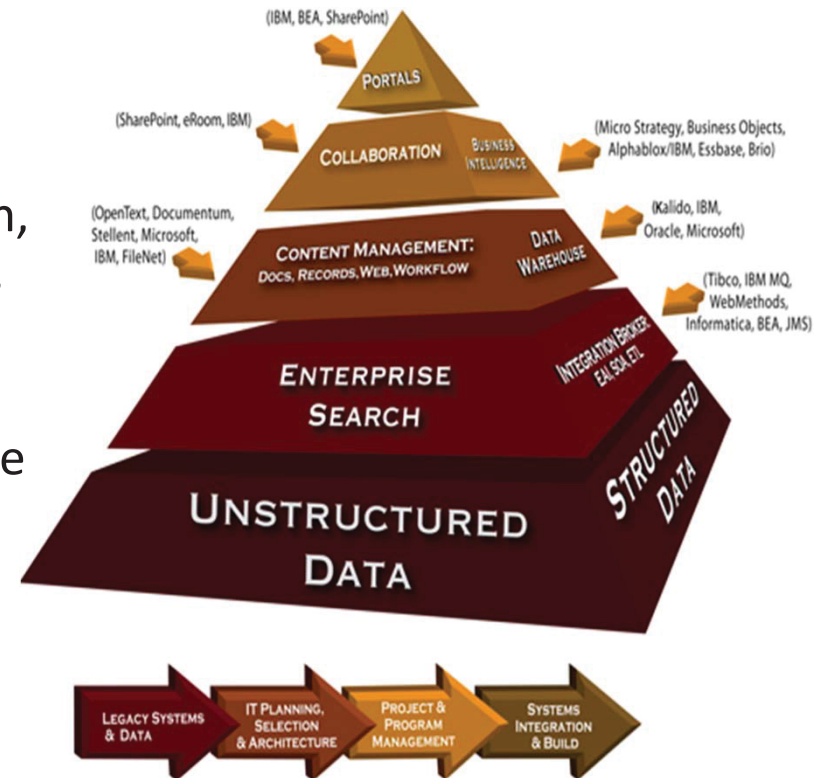 (IBM, BEA, SharePoint)
PORTALS
(SharePoint, eRoom, IBM)
COLLABORATION
BUSINESS
INTELLIGENCE
(Micro Strategy, Business Objects,
Alphablox/IBM, Essbase, Brio)
n,
(OpenText, Documentum,
Stellent, Microsoft,
IBM, FileNet)
CONTENT MANAGEMENT:
DOCS, RECORDS, WEB, WORKFLOW
DATA
WAREHOUSE
(Kalido, IBM,
Oracle, Microsoft)
(Tibco, IBM MQ,
WebMethods,
Informatica, BEA, JMS)
ENTERPRISE
SEARCH
INTEGRATION BROKER:
EAI, SOA, ETL
e
UNSTRUCTURED
DATA
STRUCTURED
DATA
LEGACY SYSTEMS
& DATA
IT PLANNING,
SELECTION
& ARCHITECTURE
PROJECT &
PROGRAM
MANAGEMENT
SYSTEMS
INTEGRATION
& BUILD